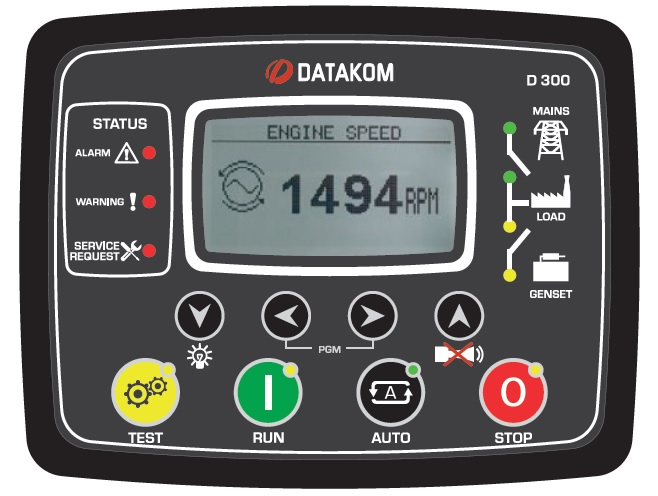 DATAKOM
D 300
STATUS
ALARM
WARNING
SERVICE
REQUEST
ENGINE SPEED
1494RPM
MAINS
LOAD
GENSET
PGM
A
TEST
RUN
AUTO
STOP